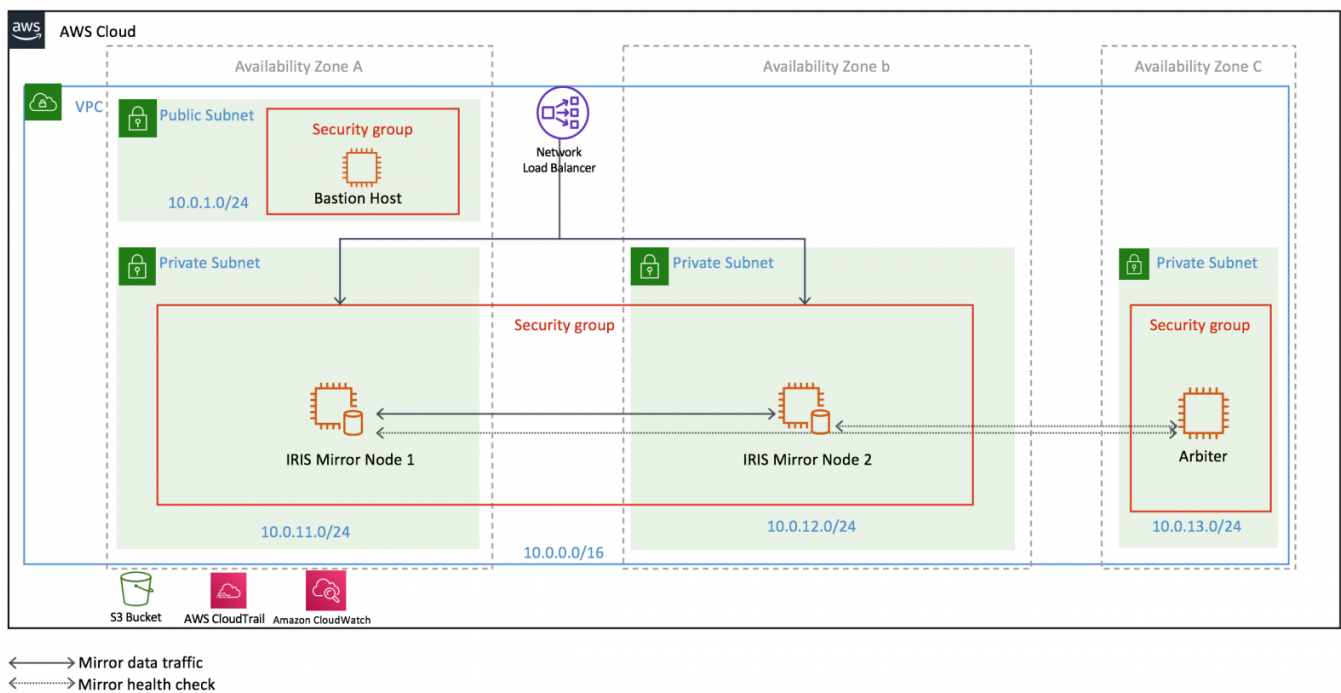 aws
AWS Cloud
Availability Zone A
Availability Zone b
Availability Zone C
VPC
Public Subnet
Security group
Bastion Host
10.0.1.0/24
Network
Load Balancer
Private Subnet
Private Subnet
Private Subnet
Security group
Security group
IRIS Mirror Node 1
IRIS Mirror Node 2
Arbiter
10.0.11.0/24
10.0.12.0/24
10.0.13.0/24
10.0.0.0/16
S3 Bucket
AWS CloudTrail
Amazon CloudWatch
Mirror data traffic
Mirror health check